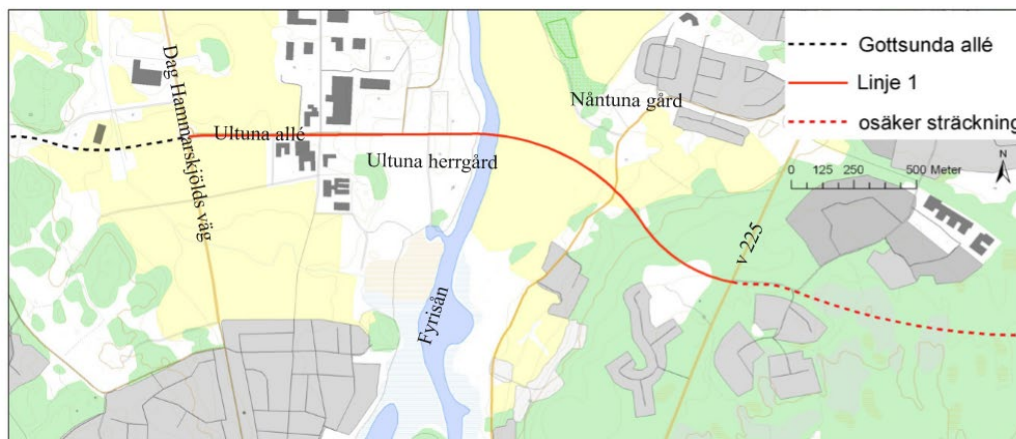 Gottsunda allé
Linje 1
osäker sträckning
N
0 125 250 500 Meter
Dag Hammarskjölds väg
Ultuna allé
Ultuna herrgård
Nåntuna gård
Fyrisån
v 225